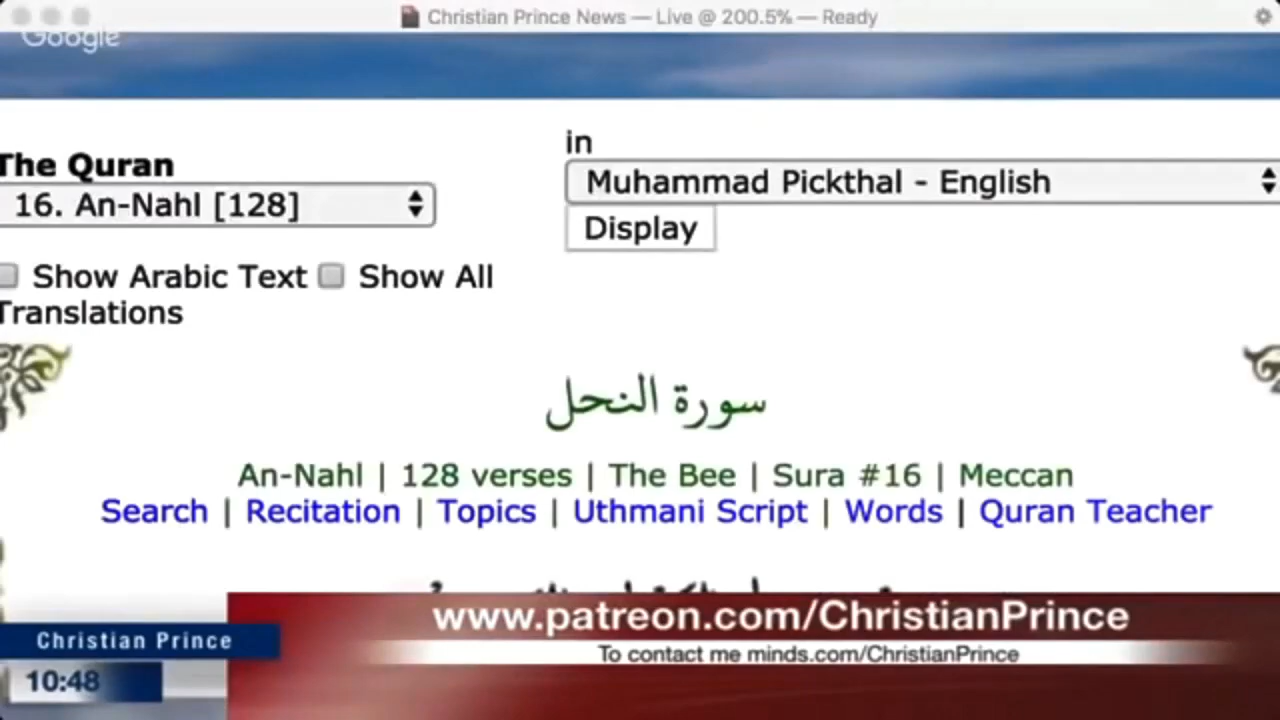 Christian Prince News — Live @ 200.5% — Ready
Google
in
The Quran
Muhammad Pickthal - English
16. An-Nahl [128]
Display
Show Arabic Text Show All
Translations
سورة النحل
An-Nahl | 128 verses | The Bee | Sura #16 | Meccan
Search | Recitation | Topics | Uthmani Script | Words | Quran Teacher
www.patreon.com/ChristianPrince
Christian Prince
To contact me minds.com/ChristianPrince
10:48